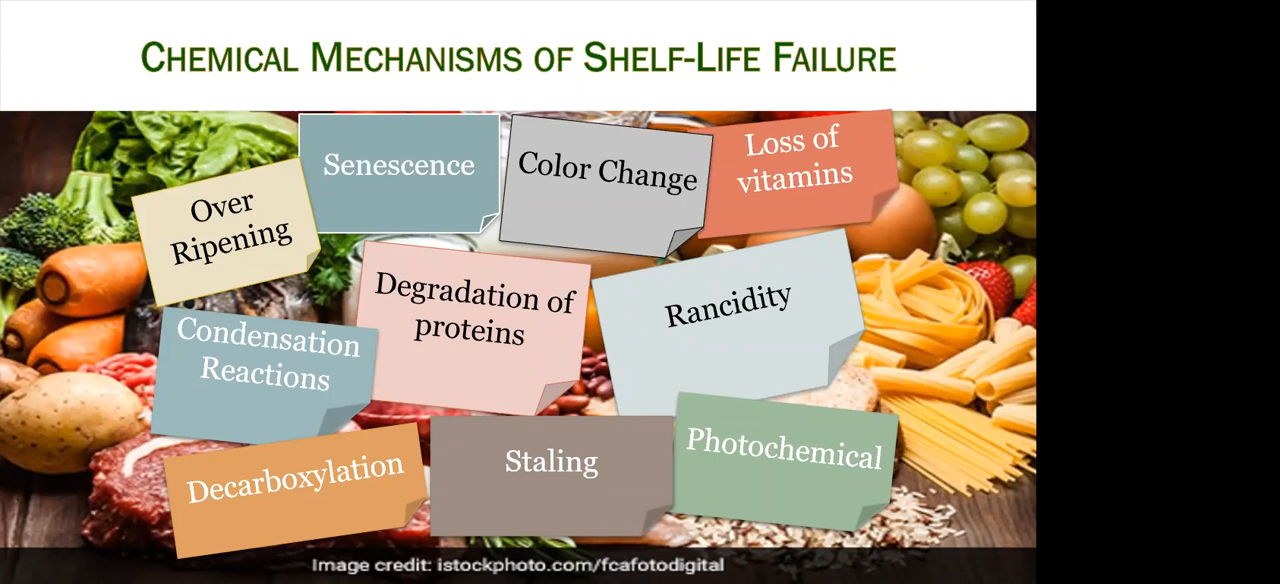 CHEMICAL MECHANISMS OF SHELF-LIFE FAILURE
Over
Ripening
Senescence
Color Change
Loss of
vitamins
Condensation
Reactions
Degradation of
proteins
Rancidity
Decarboxylation
Staling
Photochemical
Image credit: istockphoto.com/fcafotodigital